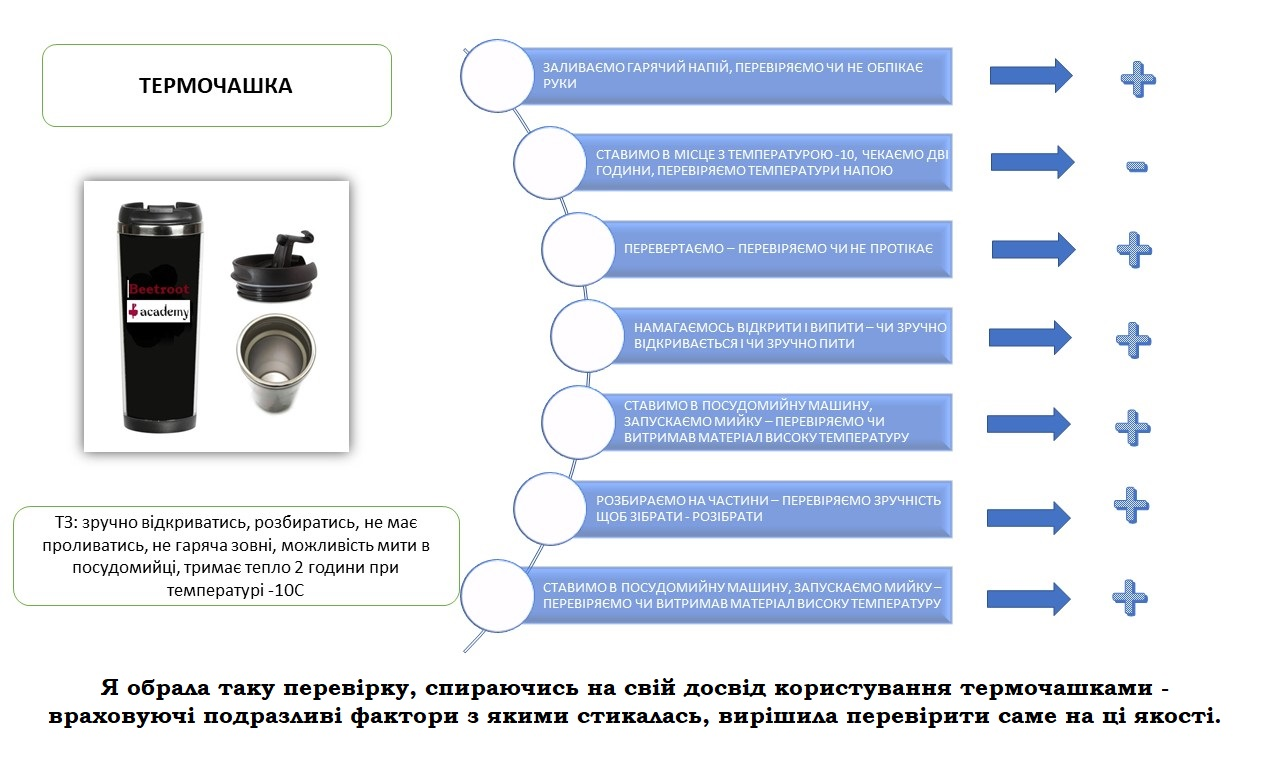 ТЕРМОЧАШКА
Beetroot
academy
ТЗ: зручно відкриватись, розбиратись, не має
проливатись, не гаряча зовні, можливість мити в
посудомийці, тримає тепло 2 години при
температурі -10С
ЗАЛИВАЄМО ГАРЯЧИЙ НАПІЙ, ПЕРЕВІРЯЄМО ЧИ НЕ ОБПІКАЄ
РУКИ
+
СТАВИМО В МІСЦЕ З ТЕМПЕРАТУРОЮ -10, ЧЕКАЄМО ДВІ
ГОДИНИ, ПЕРЕВІРЯЄМО ТЕМПЕРАТУРИ НАПОЮ
-
ПЕРЕВЕРТАЄМО – ПЕРЕВІРЯЄМО ЧИ НЕ ПРОТІКАЄ
+
НАМАГАЄМОСЬ ВІДКРИТИ І ВИПИТИ – ЧИ ЗРУЧНО
ВІДКРИВАЄТЬСЯ І ЧИ ЗРУЧНО ПИТИ
+
СТАВИМО В ПОСУДОМИЙНУ МАШИНУ,
ЗАПУСКАЄМО МИЙКУ – ПЕРЕВІРЯЄМО ЧИ
ВИТРИМАВ МАТЕРІАЛ ВИСОКУ ТЕМПЕРАТУРУ
+
РОЗБИРАЄМО НА ЧАСТИНИ – ПЕРЕВІРЯЄМО ЗРУЧНІСТЬ
ЩОБ ЗІБРАТИ - РОЗІБРАТИ
+
СТАВИМО В ПОСУДОМИЙНУ МАШИНУ, ЗАПУСКАЄМО МИЙКУ –
ПЕРЕВІРЯЄМО ЧИ ВИТРИМАВ МАТЕРІАЛ ВИСОКУ ТЕМПЕРАТУРУ
+
Я обрала таку перевірку, спираючись на свій досвід користування термочашками -
враховуючі подразливі фактори з якими стикалась, вирішила перевірити саме на ці якості.